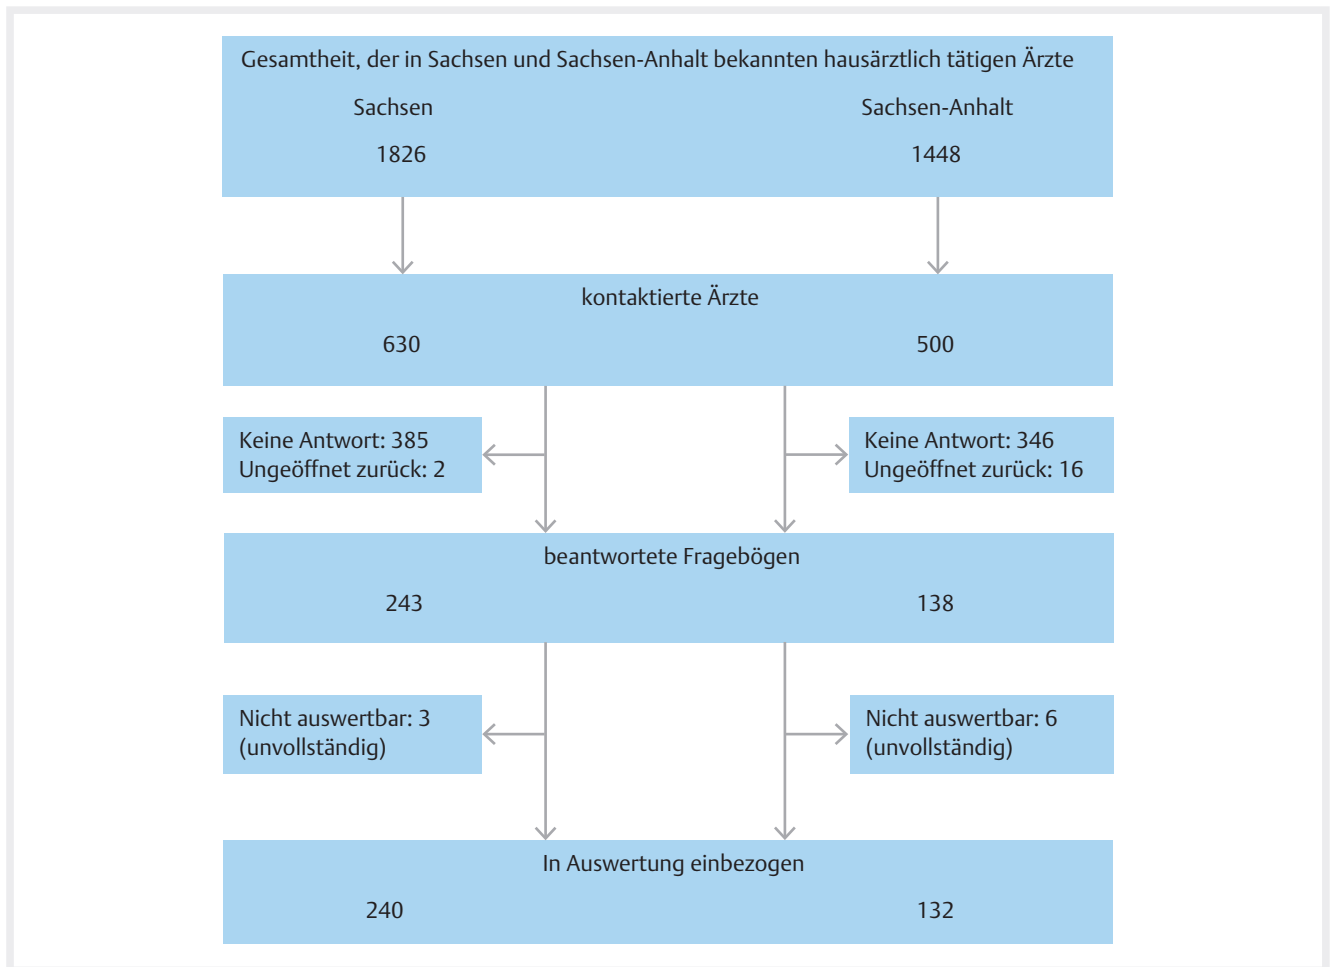 Gesamtheit, der in Sachsen und Sachsen-Anhalt bekannten hausärztlich tätigen Ärzte
Sachsen Sachsen-Anhalt
1826 1448
kontaktierte Ärzte
630 500
Keine Antwort: 385
Ungeöffnet zurück: 2
Keine Antwort: 346
Ungeöffnet zurück: 16
beantwortete Fragebögen
243 138
Nicht auswertbar: 3
(unvollständig)
Nicht auswertbar: 6
(unvollständig)
In Auswertung einbezogen
240 132